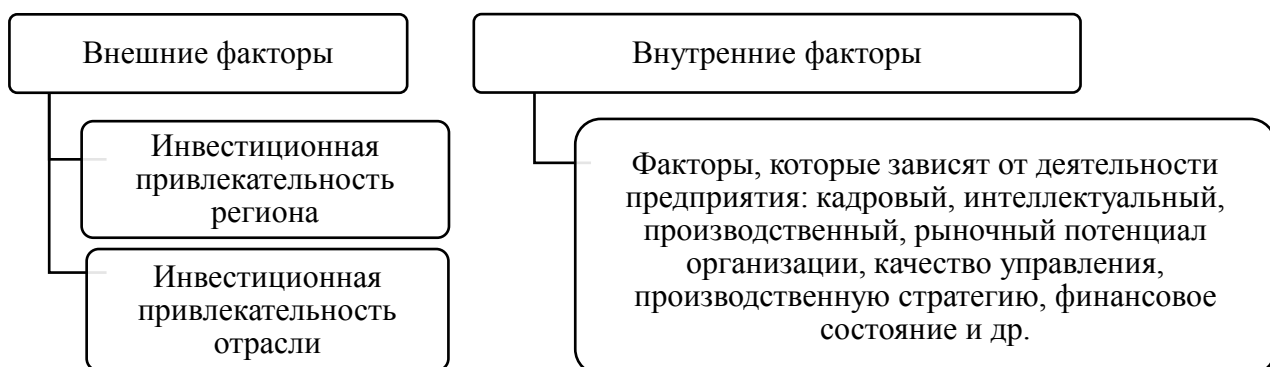 Внешние факторы
Инвестиционная
привлекательность
региона
Инвестиционная
привлекательность
отрасли
Внутренние факторы
Факторы, которые зависят от деятельности
предприятия: кадровый, интеллектуальный,
производственный, рыночный потенциал
организации, качество управления,
производственную стратегию, финансовое
состояние и др.